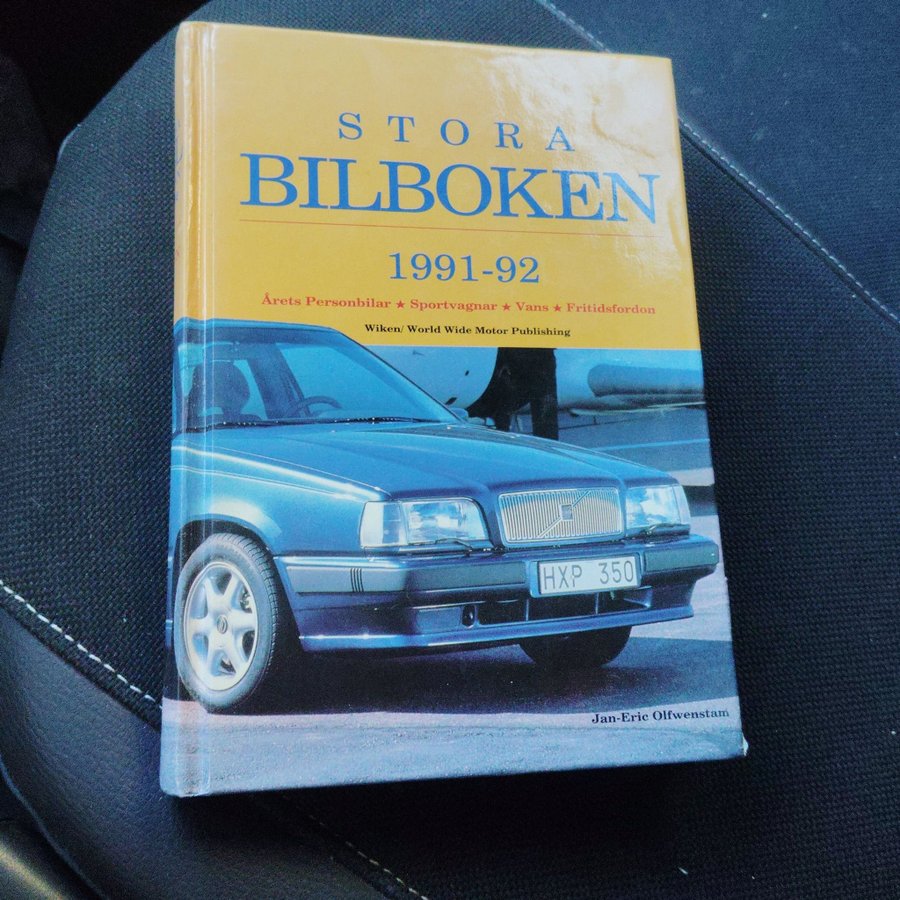 STORA
BILBOKEN
1991-92
Årets Personbilar ★ Sportvagnar ★ Vans ★ Fritidsfordon
Wiken/ World Wide Motor Publishing
HXP 350
Jan-Eric Olfwenstam